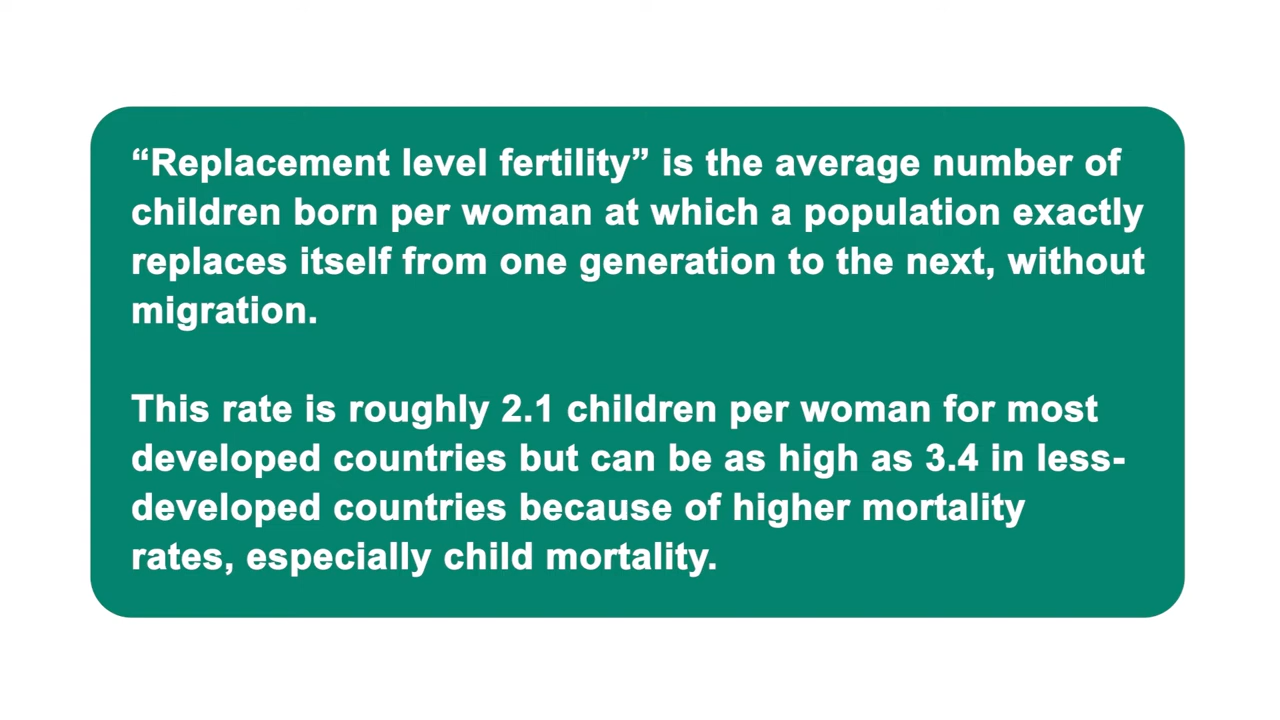 “Replacement level fertility” is the average number of
children born per woman at which a population exactly
replaces itself from one generation to the next, without
migration.
This rate is roughly 2.1 children per woman for most
developed countries but can be as high as 3.4 in less-
developed countries because of higher mortality
rates, especially child mortality.